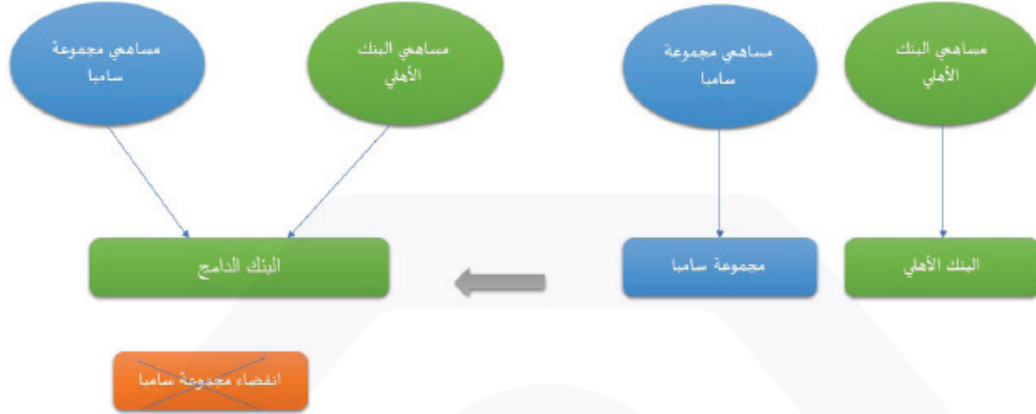 مساهمي البنك
الأهلي
مساهمي مجموعة
سامبا
مساهمي البنك
الأهلي
مساهمي مجموعة
سامبا
البنك الأهلي
مجموعة سامبا
البنك الدامج
انقضاء مجموعة سامبا